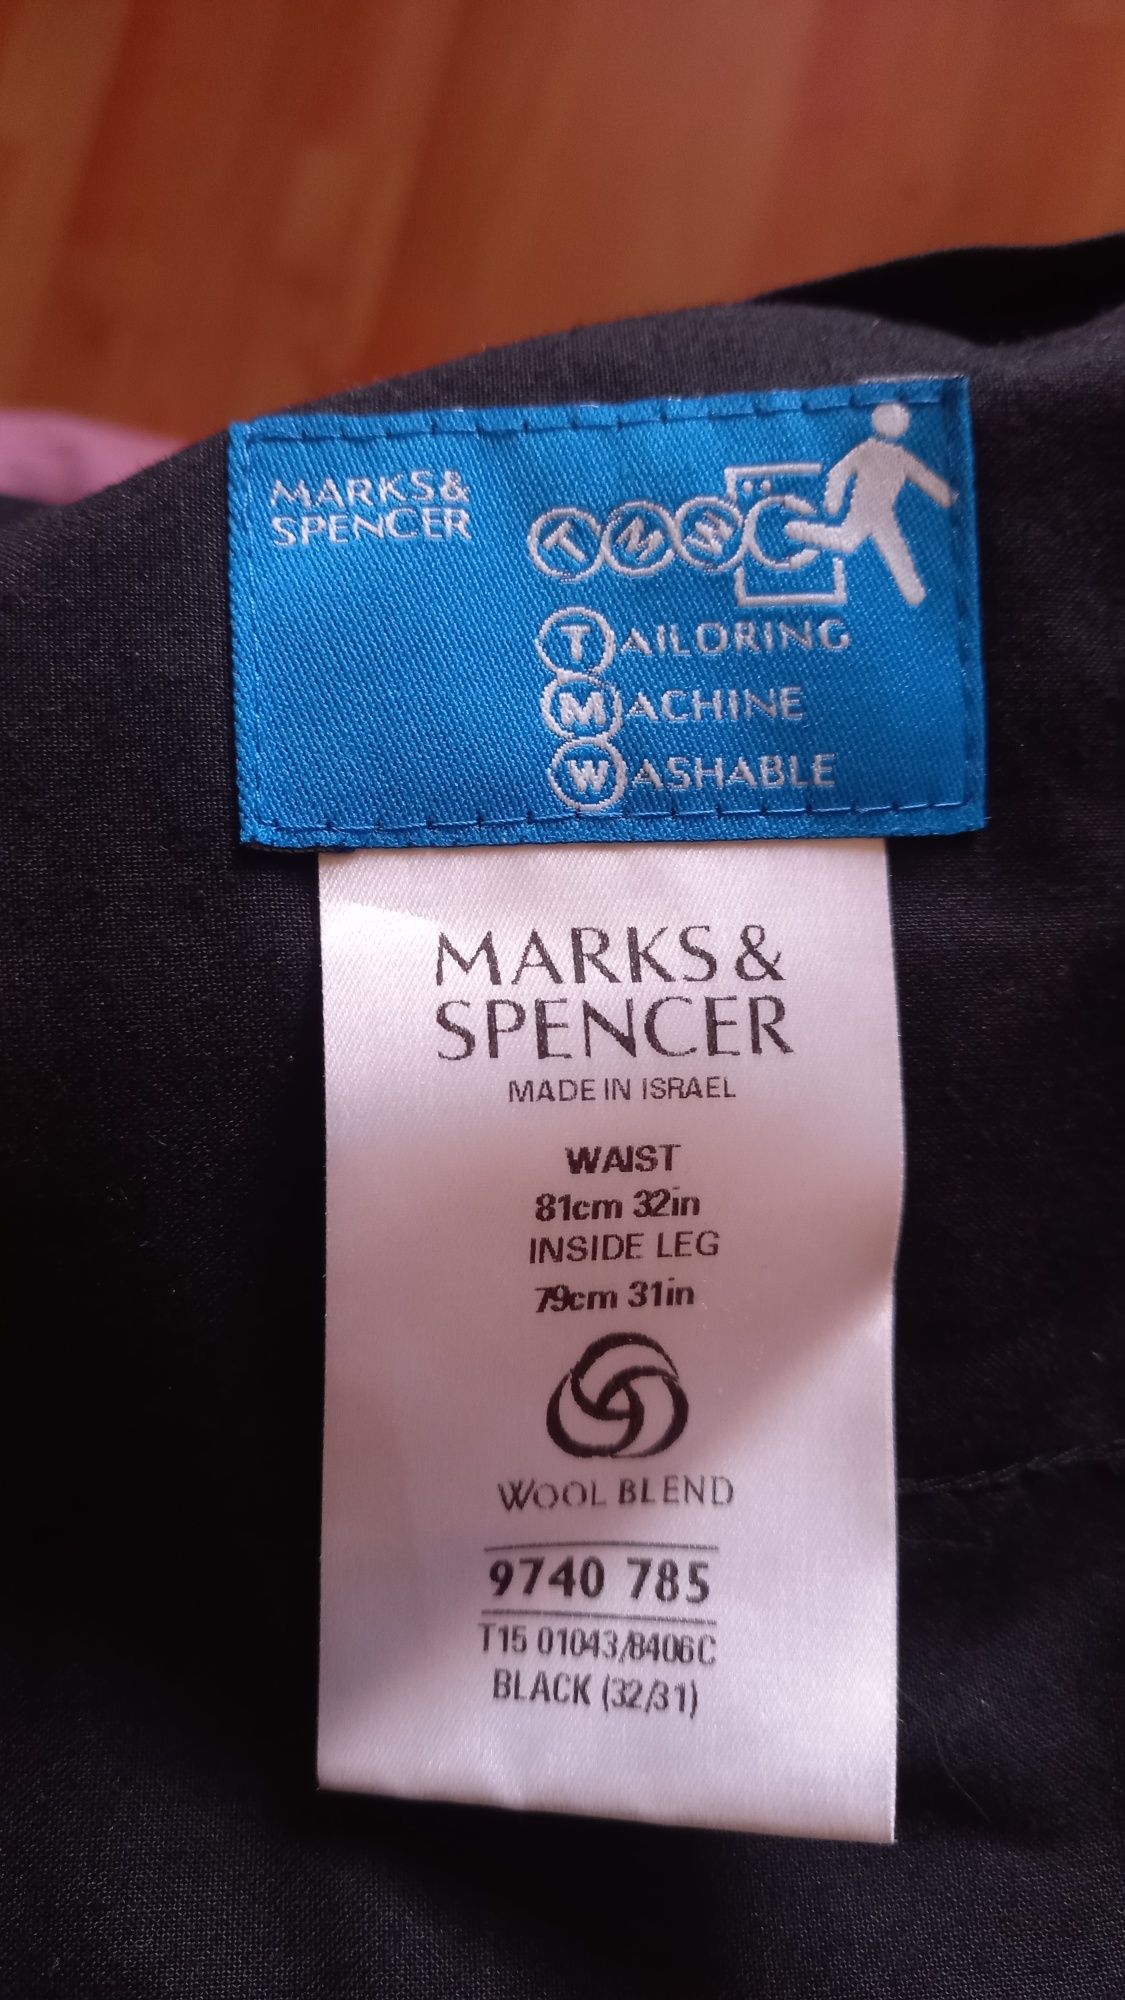 MARKS&
SPENCER
TMW
TAILORING
MACHINE
WASHABLE
MARKS&
SPENCER
MADE IN ISRAEL
WAIST
81cm 32in
INSIDE LEG
79cm 31in
WOOL BLEND
9740 785
T15 01043/8406C
BLACK (32/31)